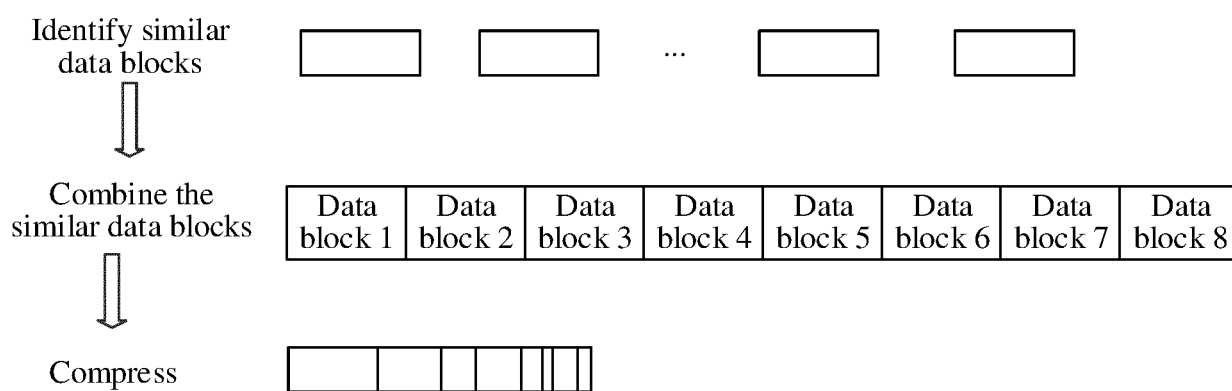 Identify similar
data blocks
...
Combine the
similar data blocks
Data
block 1
Data
block 2
Data
block 3
Data
block 4
Data
block 5
Data
block 6
Data
block 7
Data
block 8
Compress